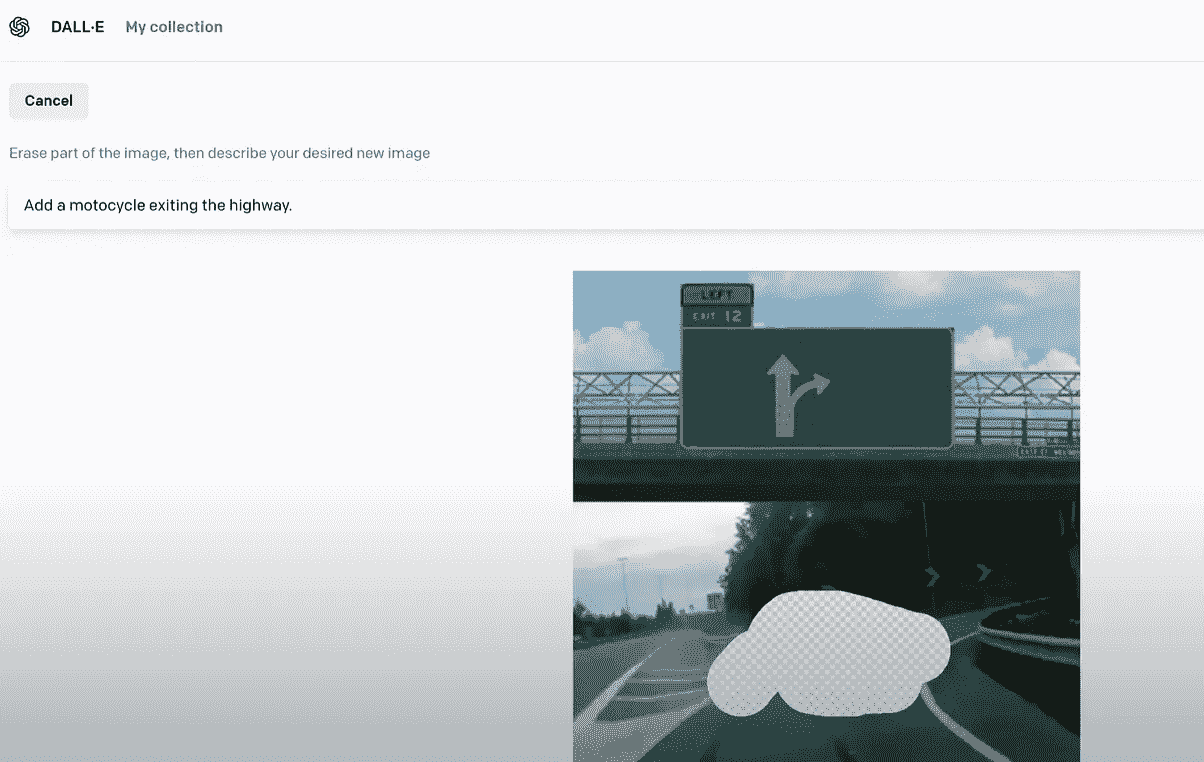 DALL·E My collection
Cancel
Erase part of the image, then describe your desired new image
Add a motocycle exiting the highway.
LEFT
EXIT 12